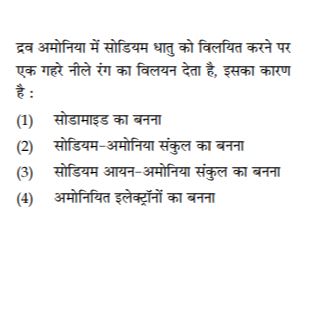 द्रव अमोनिया में सोडियम धातु को विलयित करने पर
एक गहरे नीले रंग का विलयन देता है, इसका कारण
है :
(1) सोडामाइड का बनना
(2) सोडियम-अमोनिया संकुल का बनना
(3) सोडियम आयन-अमोनिया संकुल का बनना
(4) अमोनियित इलेक्ट्रॉनों का बनना